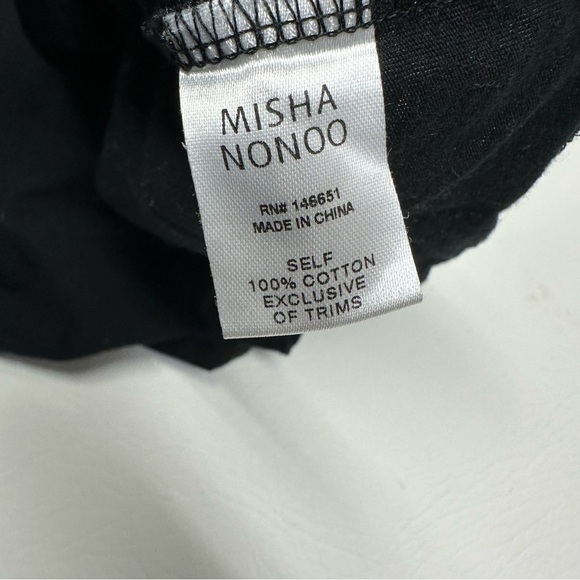 MISHA
NONOO
RN# 146651
MADE IN CHINA
SELF
100% COTTON
EXCLUSIVE
OF TRIMS